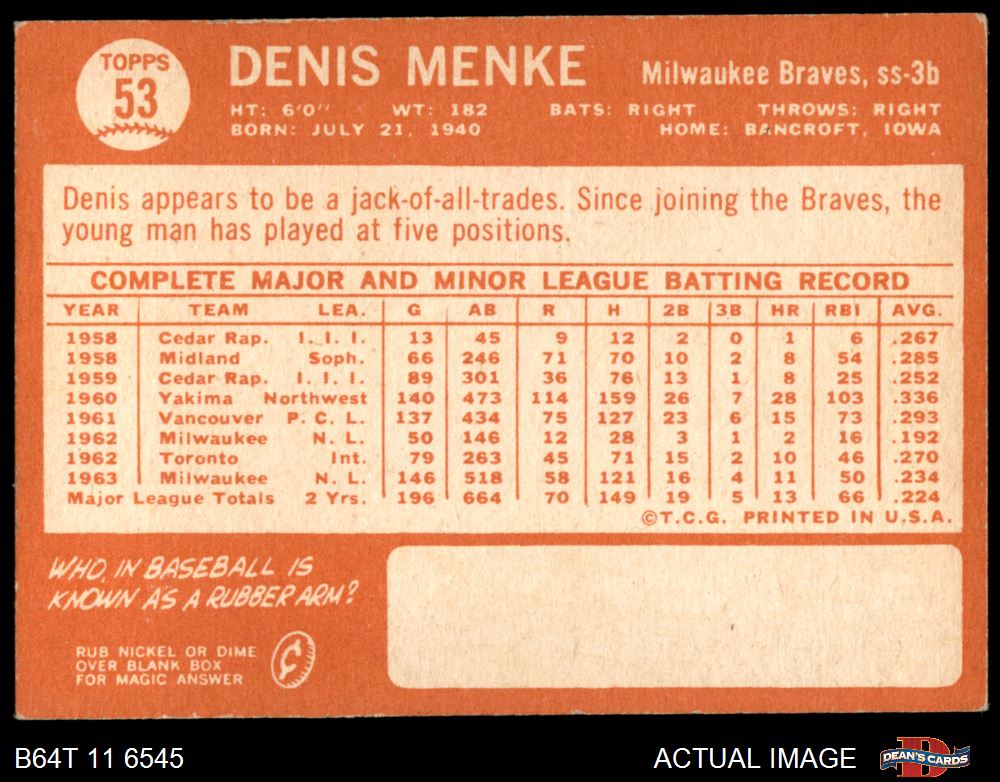 TOPPS
53
DENIS MENKE
Milwaukee Braves, ss-3b
HT: 6'0" WT: 182 BATS: RIGHT THROWS: RIGHT
BORN: JULY 21, 1940 HOME: BANCROFT, IOWA
Denis appears to be a jack-of-all-trades. Since joining the Braves, the
young man has played at five positions.
COMPLETE MAJOR AND MINOR LEAGUE BATTING RECORD
YEAR TEAM LEA. G AB R H 2B 3B HR RBI AVG.
1958 Cedar Rap. I. I. I. 13 45 9 12 2 0 1 6 .267
1958 Midland Soph. 66 246 71 70 10 2 8 54 .285
1959 Cedar Rap. I. I. I. 89 301 36 76 13 1 8 25 .252
1960 Yakima Northwest 140 473 114 159 26 7 28 103 .336
1961 Vancouver P. C. L. 137 434 75 127 23 6 15 73 .293
1962 Milwaukee N. L. 50 146 12 28 3 1 2 16 .192
1962 Toronto Int. 79 263 45 71 15 2 10 46 .270
1963 Milwaukee N. L. 146 518 58 121 16 4 11 50 .234
Major League Totals 2 Yrs. 196 664 70 149 19 5 13 66 .224
©T.C.G. PRINTED IN U.S.A.
WHO, IN BASEBALL IS
KNOWN AS A RUBBER ARM?
RUB NICKEL OR DIME
OVER BLANK BOX
FOR MAGIC ANSWER
¢
B64T 11 6545
ACTUAL IMAGE
DEAN'S CARDS